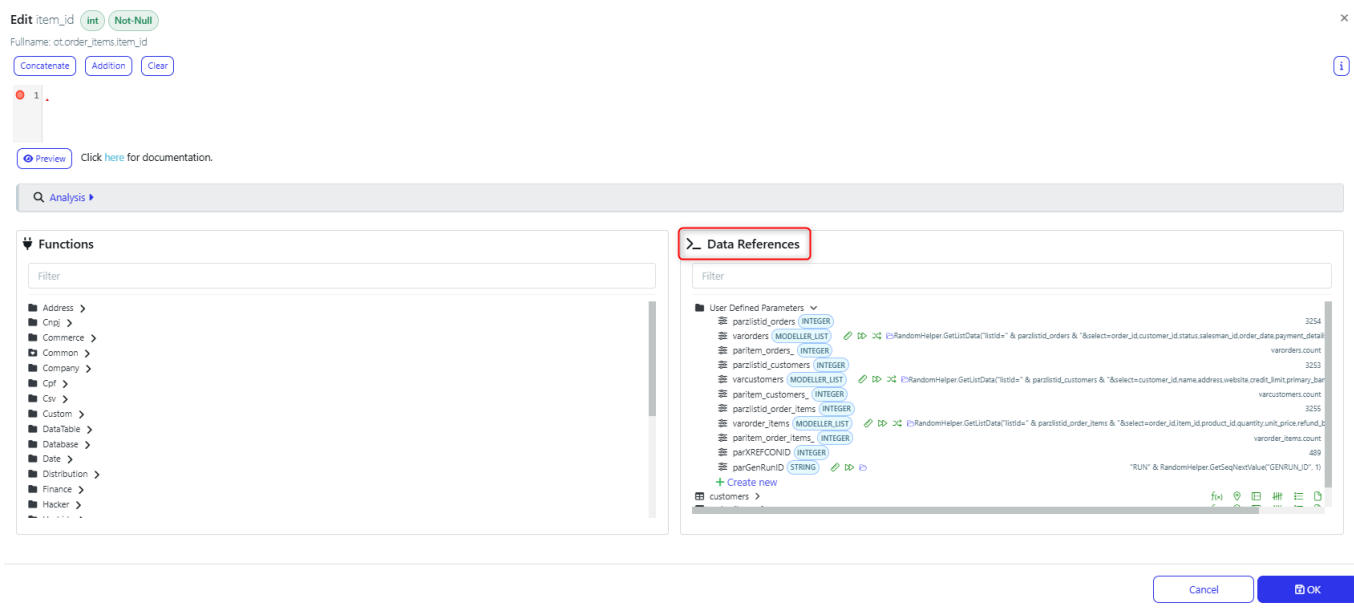 Edit item_id int Not-Null ×
Fullname: ot.order_items.item_id
Concatenate Addition Clear i
1
Preview Click here for documentation.
Analysis
Functions
Filter
Address
Cnpj
Commerce
Common
Company
Cpf
Csv
Custom
DataTable
Database
Date
Distribution
Finance
Hacker
Data References
Filter
User Defined Parameters
parzlistid_orders INTEGER 3254
varorders MODELLER_LIST RandomHelper.GetListData("listId=" & parzlistid_orders & "&select=order_id,customer_id,status,salesman_id,order_date,payment_detail
paritem_orders_ INTEGER varorders.count
parzlistid_customers INTEGER 3253
varcustomers MODELLER_LIST RandomHelper.GetListData("listId=" & parzlistid_customers & "&select=customer_id,name,address,website,credit_limit,primary_bar
paritem_customers_ INTEGER varcustomers.count
parzlistid_order_items INTEGER 3255
varorder_items MODELLER_LIST RandomHelper.GetListData("listId=" & parzlistid_order_items & "&select=order_id,item_id,product_id,quantity,unit_price,refund_b
paritem_order_items_ INTEGER varorder_items.count
parXREFCONID INTEGER 489
parGenRunID STRING "RUN" & RandomHelper.GetSeqNextValue("GENRUN_ID", 1)
+ Create new
customers f(x)
Cancel OK